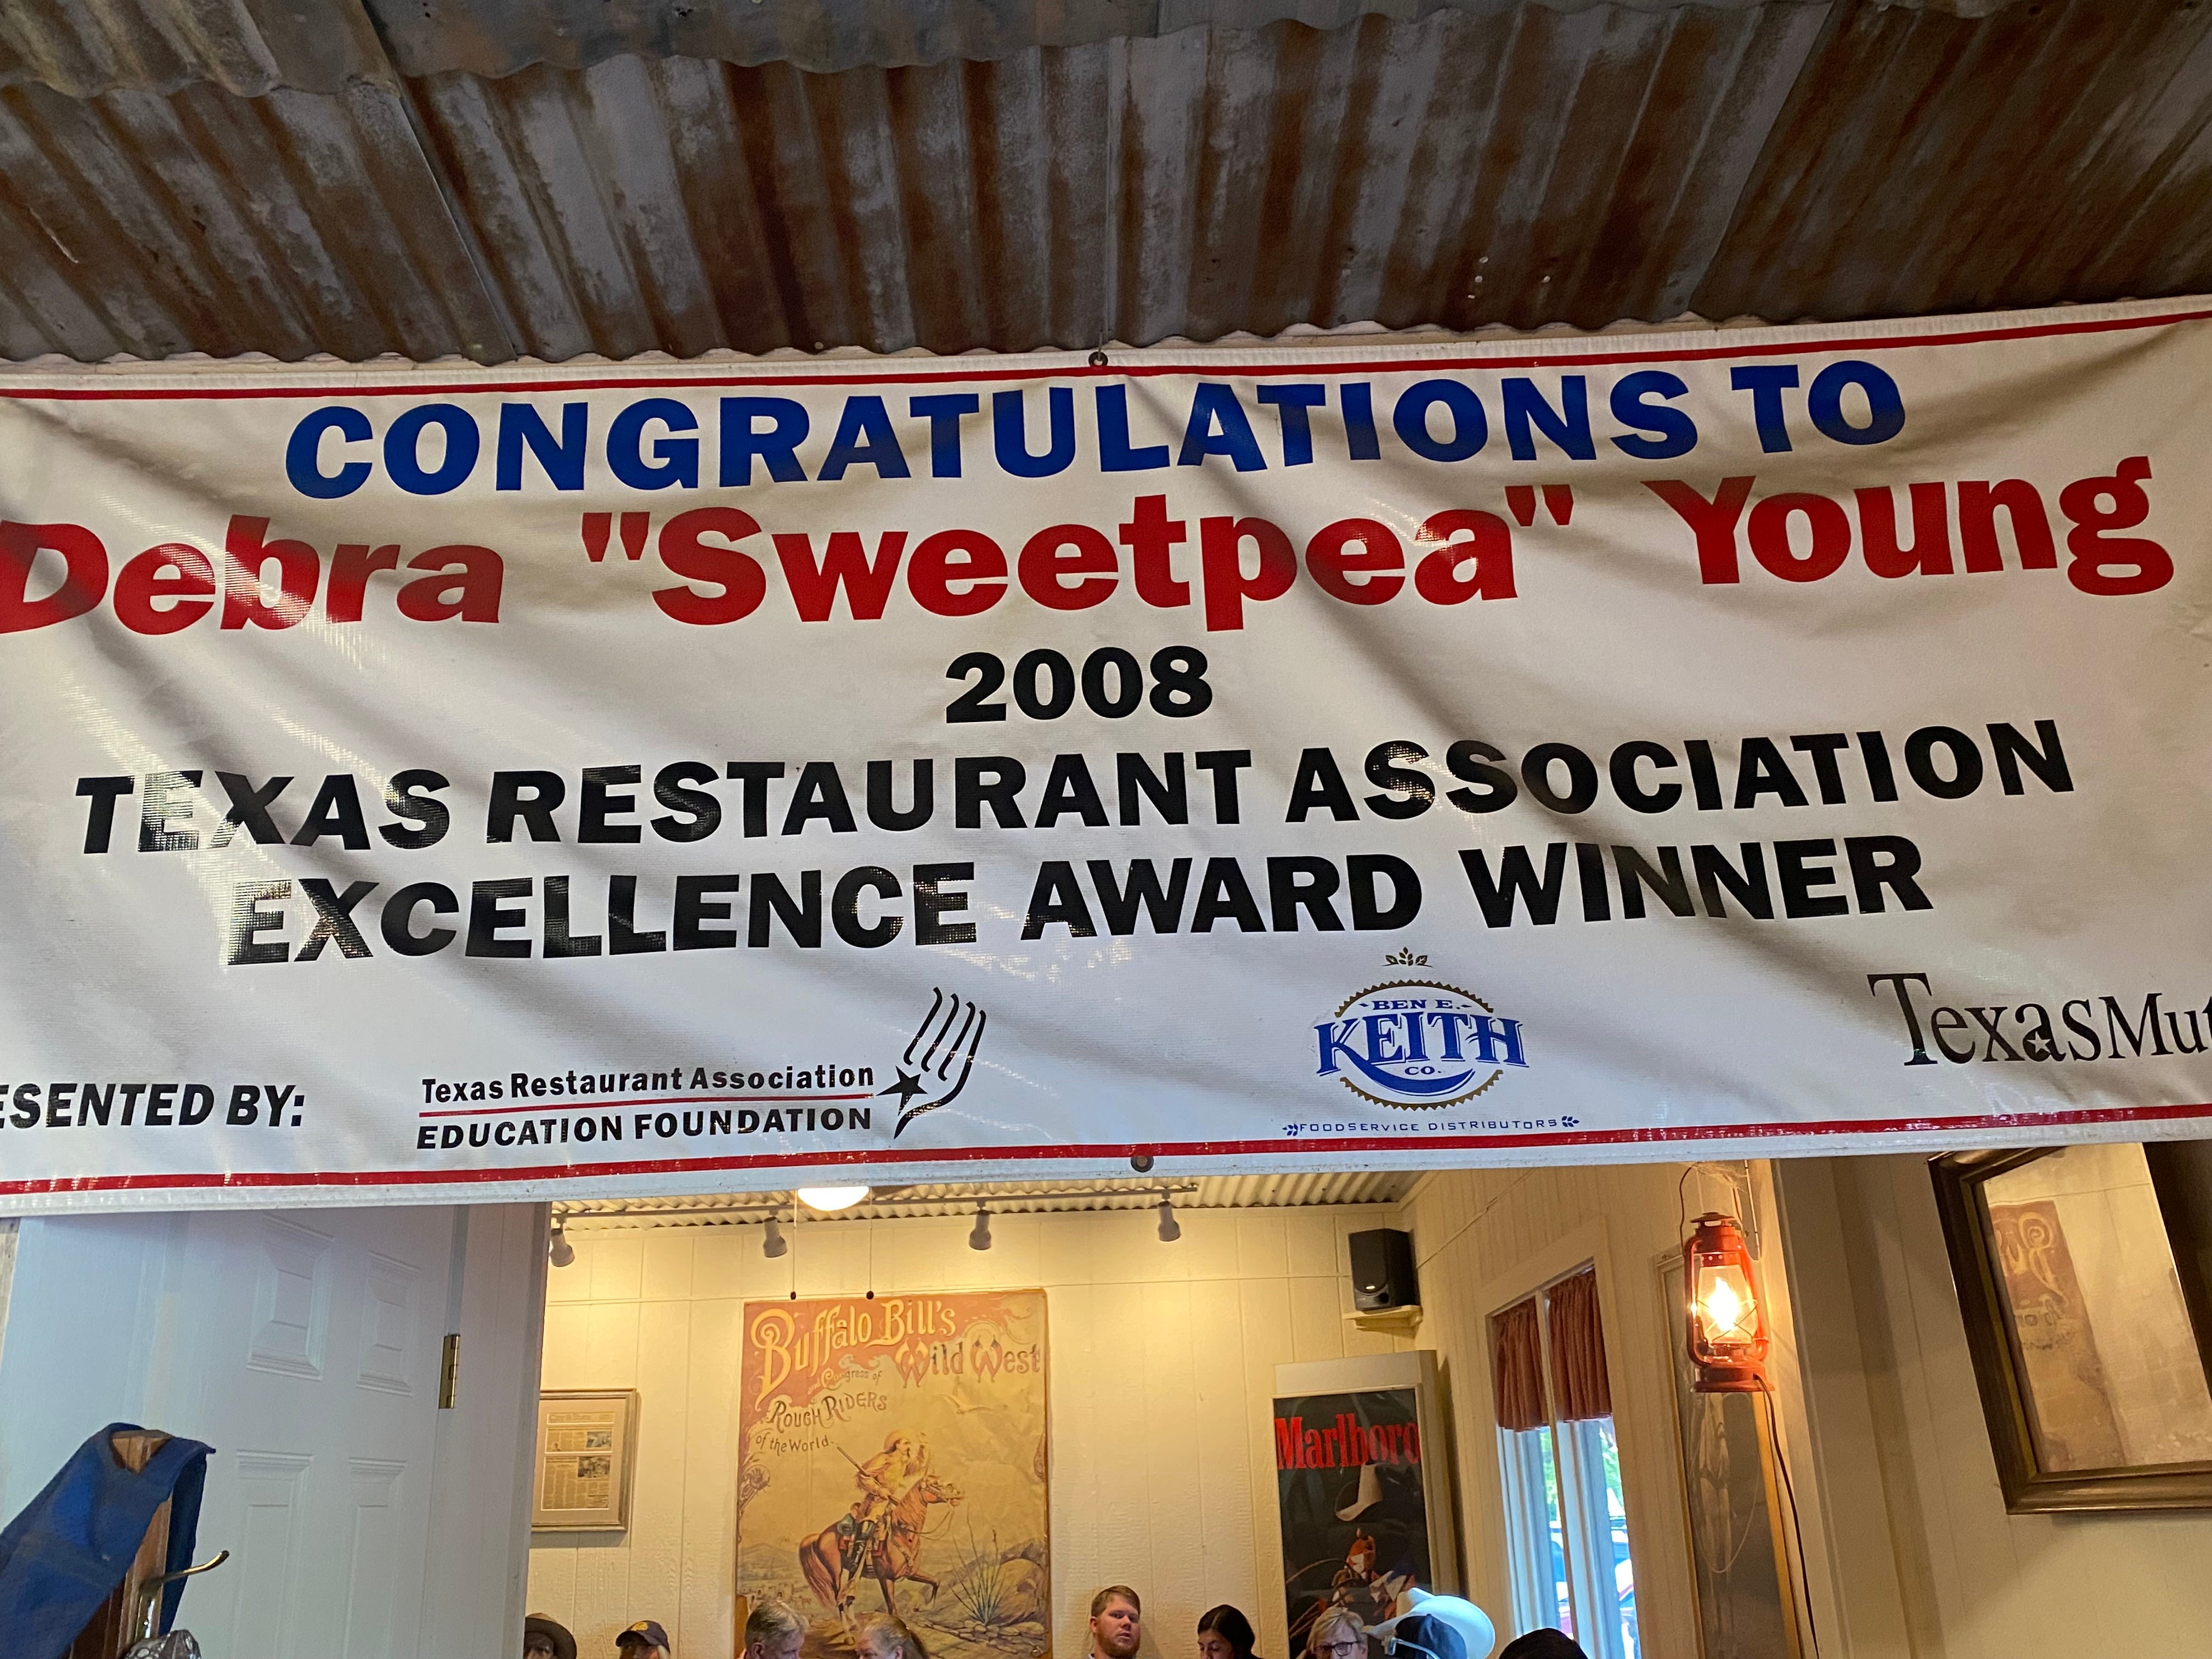 CONGRATULATIONS TO
Debra "Sweetpea" Young
2008
TEXAS RESTAURANT ASSOCIATION
EXCELLENCE AWARD WINNER
ESENTED BY:
Texas Restaurant Association
EDUCATION FOUNDATION
BEN E.
KEITH
CO.
FOODSERVICE DISTRIBUTORS
TexasMut
Buffalo Bill's
Wild West
Congress of
Rough Riders
of the World.
Marlboro